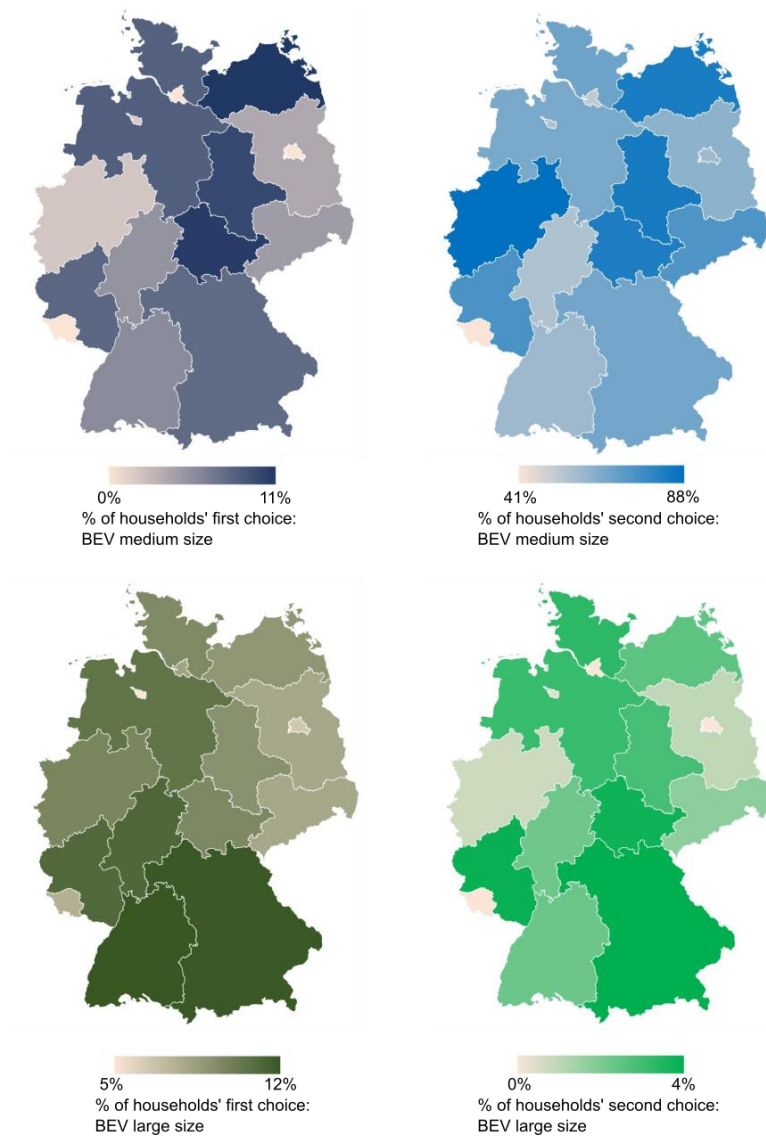 0% 11%
% of households' first choice:
BEV medium size
41% 88%
% of households' second choice:
BEV medium size
5% 12%
% of households' first choice:
BEV large size
0% 4%
% of households' second choice:
BEV large size